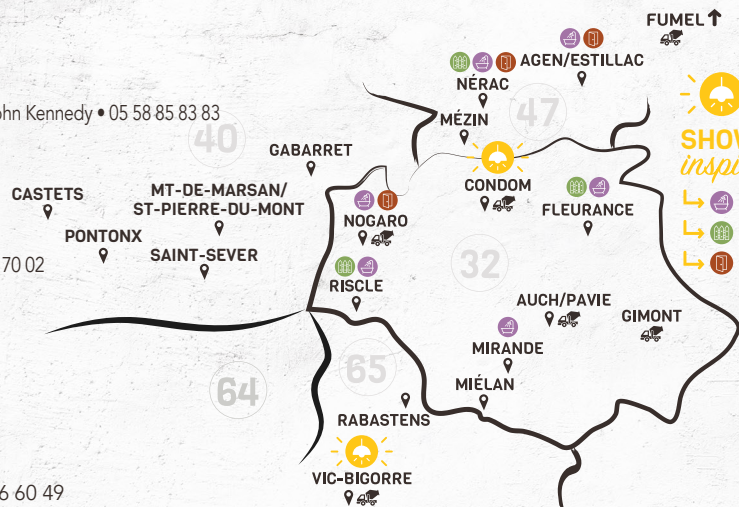 FUMEL
AGEN/ESTILLAC
NÉRAC
47
MÉZIN
ohn Kennedy • 05 58 85 83 83
40
GABARRET
CASTETS
MT-DE-MARSAN/
ST-PIERRE-DU-MONT
PONTONX
SAINT-SEVER
NOGARO
CONDOM
FLEURANCE
SHOW
inspi
70 02
32
RISCLE
AUCH/PAVIE
GIMONT
MIRANDE
MIÉLAN
65
64
RABASTENS
VIC-BIGORRE
6 60 49